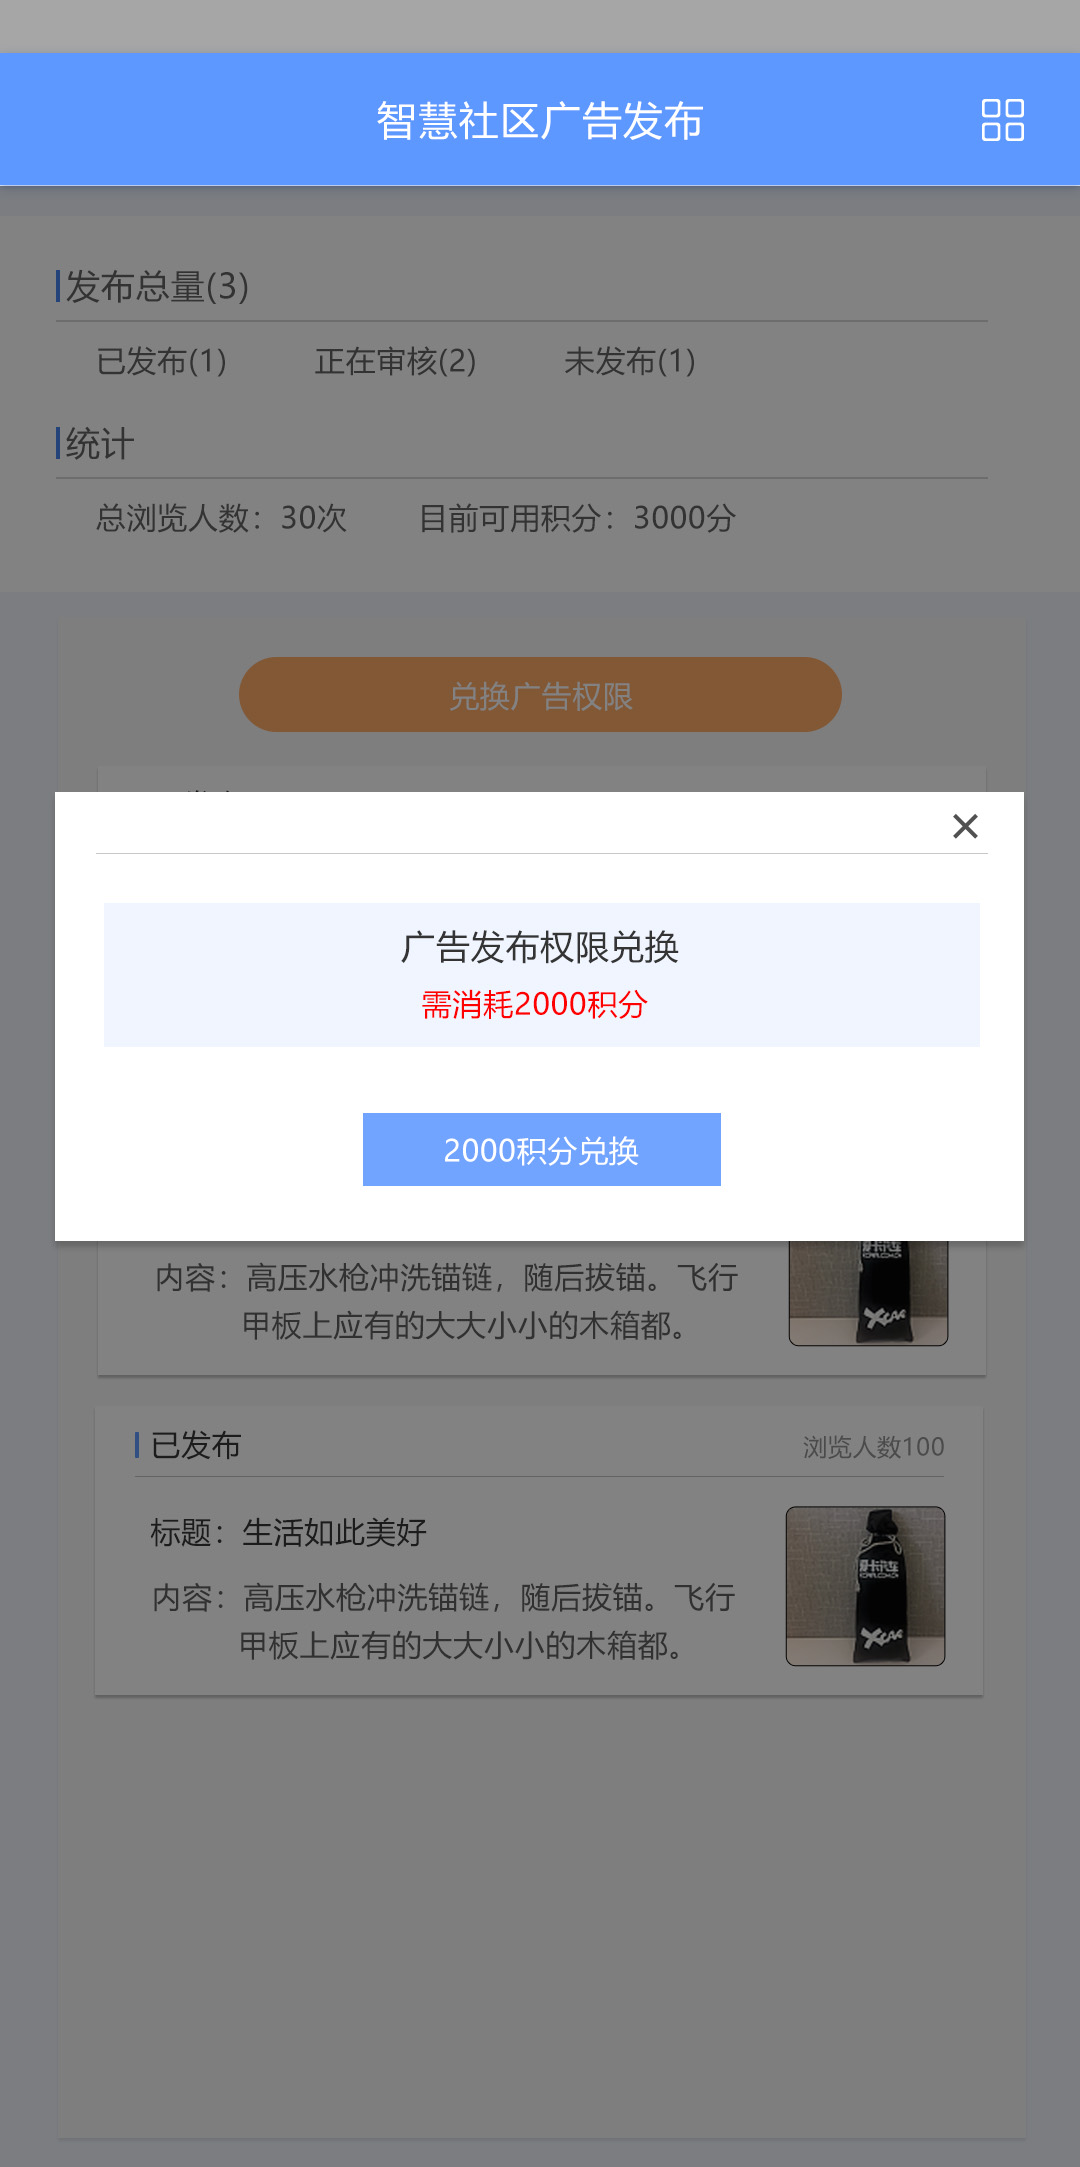 智慧社区广告发布
发布总量(3)
已发布(1) 正在审核(2) 未发布(1)
统计
总浏览人数：30次 目前可用积分：3000分
兑换广告权限
广告发布权限兑换
需消耗2000积分
2000积分兑换
内容：高压水枪冲洗锚链，随后拔锚。飞行
甲板上应有的大大小小的木箱都。
已发布 浏览人数100
标题：生活如此美好
内容：高压水枪冲洗锚链，随后拔锚。飞行
甲板上应有的大大小小的木箱都。